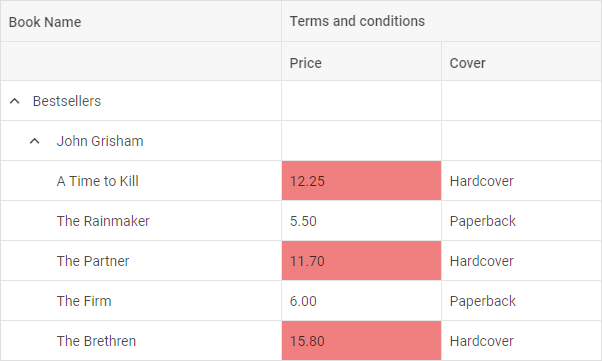 Book Name Terms and conditions
Price Cover
Bestsellers
John Grisham
A Time to Kill 12.25 Hardcover
The Rainmaker 5.50 Paperback
The Partner 11.70 Hardcover
The Firm 6.00 Paperback
The Brethren 15.80 Hardcover